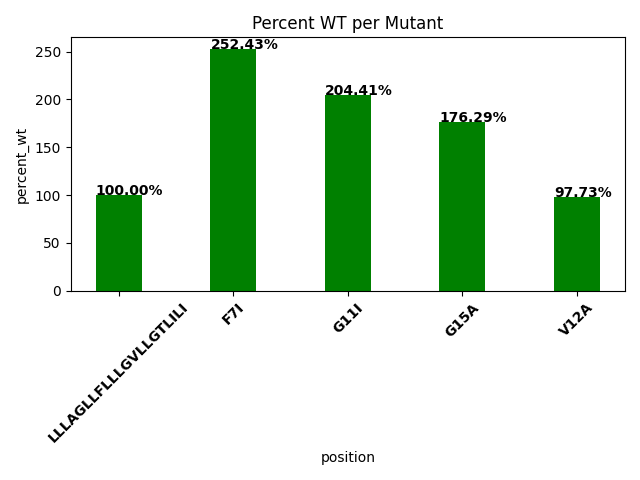 Percent WT per Mutant
percent_wt
250
200
150
100
50
0
100.00%
252.43%
204.41%
176.29%
97.73%
LLLAGLLFLLLGVLLGTLILI
F7I
G11I
G15A
V12A
position